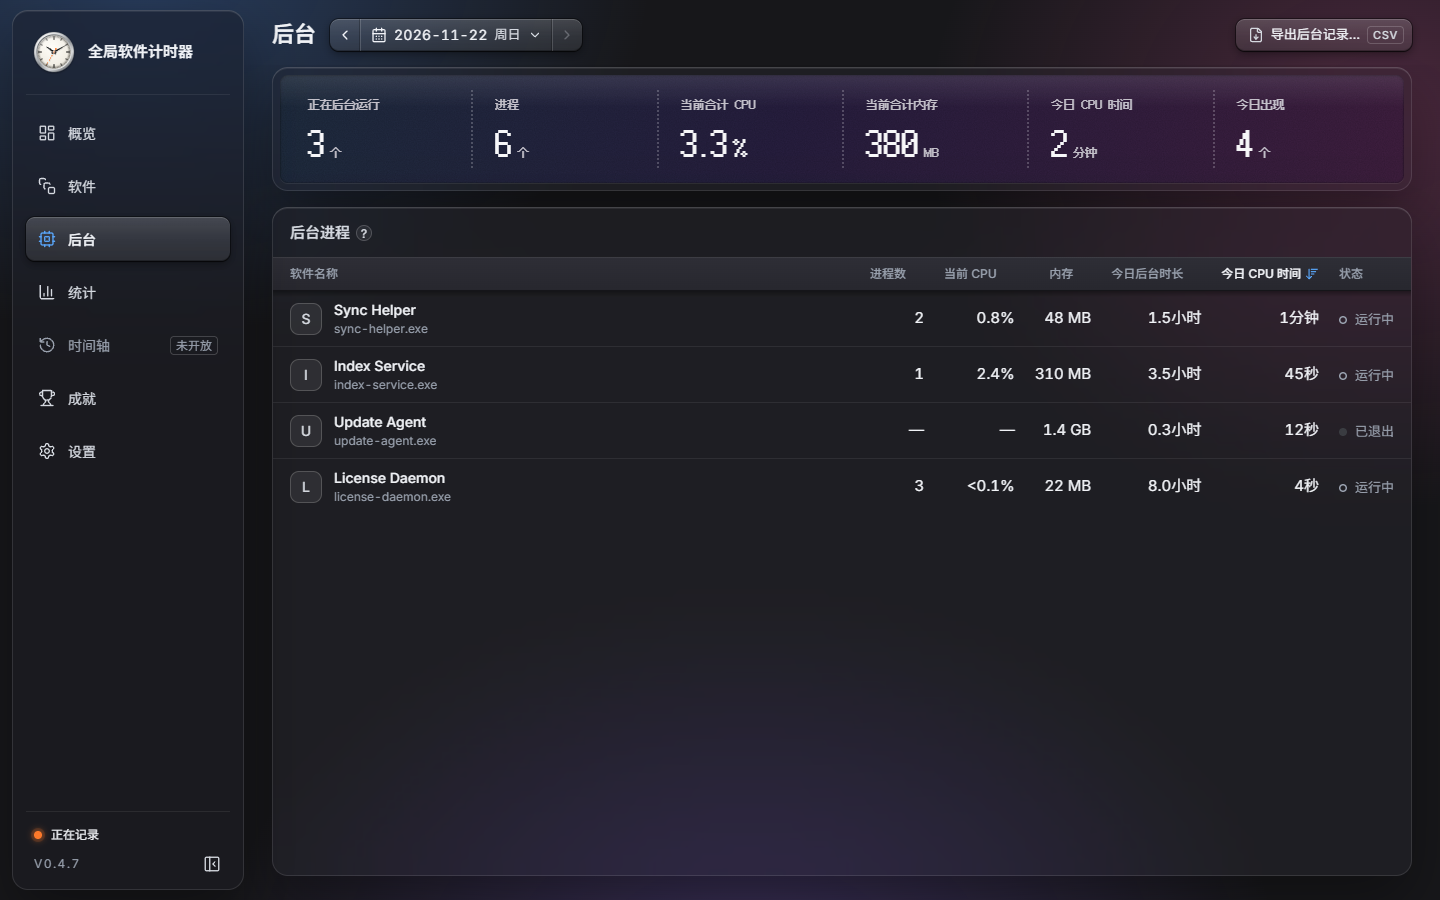 全局软件计时器
概览
软件
后台
统计
时间轴 未开放
成就
设置
正在记录
V0.4.7
后台
2026-11-22 周日
导出后台记录... CSV
正在后台运行
3 个
进程
6 个
当前合计 CPU
3.3 %
当前合计内存
380 MB
今日 CPU 时间
2 分钟
今日出现
4 个
后台进程 ?
软件名称 进程数 当前 CPU 内存 今日后台时长 今日 CPU 时间 状态
S Sync Helper 2 0.8% 48 MB 1.5小时 1分钟 运行中
sync-helper.exe
I Index Service 1 2.4% 310 MB 3.5小时 45秒 运行中
index-service.exe
U Update Agent — — 1.4 GB 0.3小时 12秒 已退出
update-agent.exe
L License Daemon 3 <0.1% 22 MB 8.0小时 4秒 运行中
license-daemon.exe